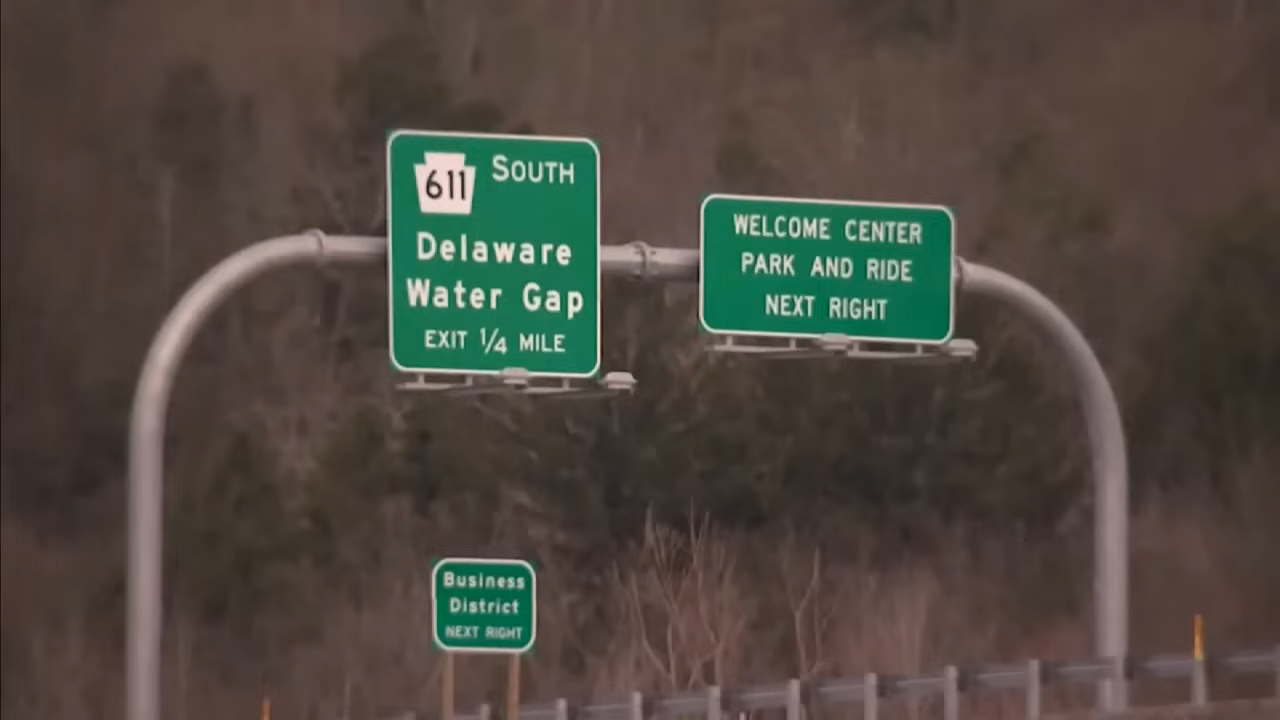 611 SOUTH
Delaware
Water Gap
EXIT 1/4 MILE
WELCOME CENTER
PARK AND RIDE
NEXT RIGHT
Business
District
NEXT RIGHT